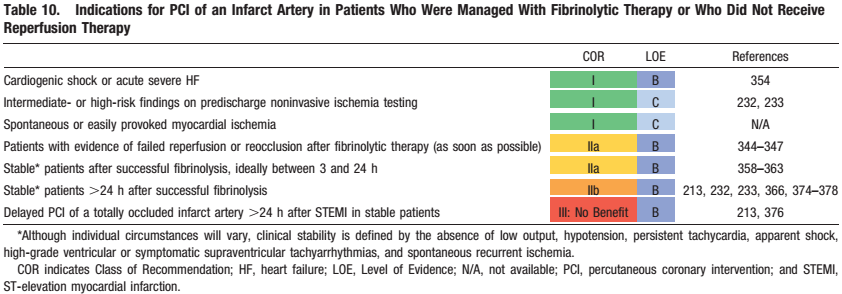 Table 10. Indications for PCI of an Infarct Artery in Patients Who Were Managed With Fibrinolytic Therapy or Who Did Not Receive
Reperfusion Therapy
COR LOE References
Cardiogenic shock or acute severe HF I B 354
Intermediate- or high-risk findings on predischarge noninvasive ischemia testing I C 232, 233
Spontaneous or easily provoked myocardial ischemia I C N/A
Patients with evidence of failed reperfusion or reocclusion after fibrinolytic therapy (as soon as possible) IIa B 344–347
Stable* patients after successful fibrinolysis, ideally between 3 and 24 h IIa B 358–363
Stable* patients >24 h after successful fibrinolysis IIb B 213, 232, 233, 366, 374–378
Delayed PCI of a totally occluded infarct artery >24 h after STEMI in stable patients III: No Benefit B 213, 376
*Although individual circumstances will vary, clinical stability is defined by the absence of low output, hypotension, persistent tachycardia, apparent shock,
high-grade ventricular or symptomatic supraventricular tachyarrhythmias, and spontaneous recurrent ischemia.
COR indicates Class of Recommendation; HF, heart failure; LOE, Level of Evidence; N/A, not available; PCI, percutaneous coronary intervention; and STEMI,
ST-elevation myocardial infarction.